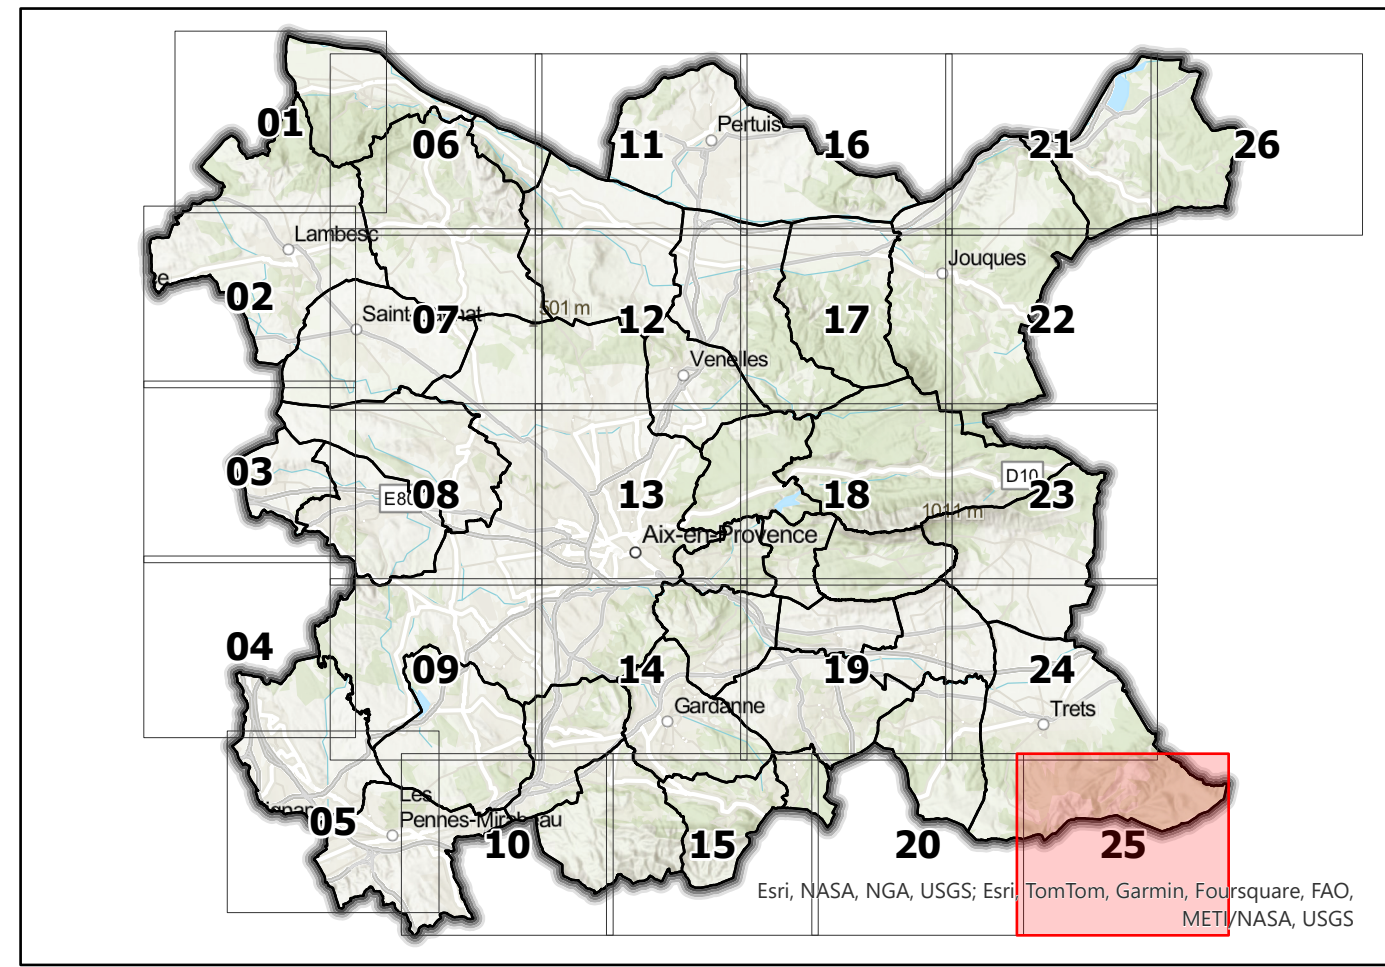 01
06
11
Pertuis
16
21
26
Lambesc
Jouques
02
07
501 m
12
17
22
Venelles
03
E80
08
13
18
D10
23
1011 m
Aix-en-Provence
04
09
14
19
24
Gardanne
Trets
05
Les
Pennes-Mirabeau
10
15
20
25
Esri, NASA, NGA, USGS; Esri, TomTom, Garmin, Foursquare, FAO,
METI/NASA, USGS